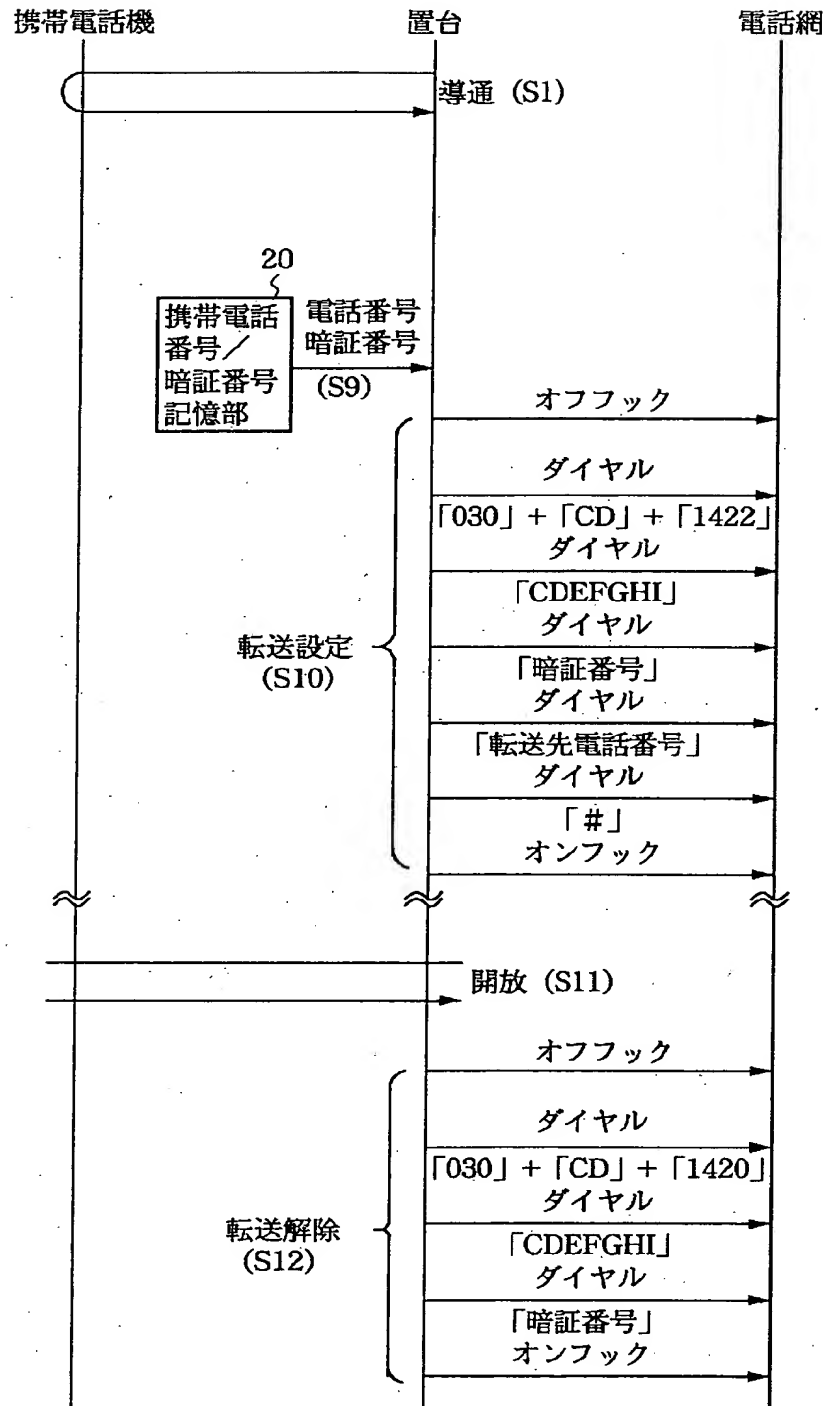 携帯電話機
置台
電話網
導通 (S1)
20
携帯電話
番号／
暗証番号
記憶部
電話番号
暗証番号
(S9)
オフフック
ダイヤル
「030」+「CD」+「1422」
ダイヤル
「CDEFGHI」
ダイヤル
「暗証番号」
ダイヤル
「転送先電話番号」
ダイヤル
「#」
オンフック
転送設定
(S10)
開放 (S11)
オフフック
ダイヤル
「030」+「CD」+「1420」
ダイヤル
「CDEFGHI」
ダイヤル
「暗証番号」
オンフック
転送解除
(S12)